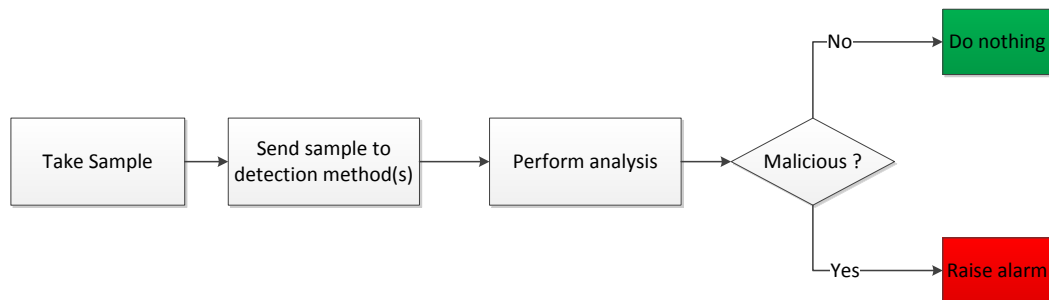 No
Do nothing
Take Sample
Send sample to
detection method(s)
Perform analysis
Malicious ?
Yes
Raise alarm